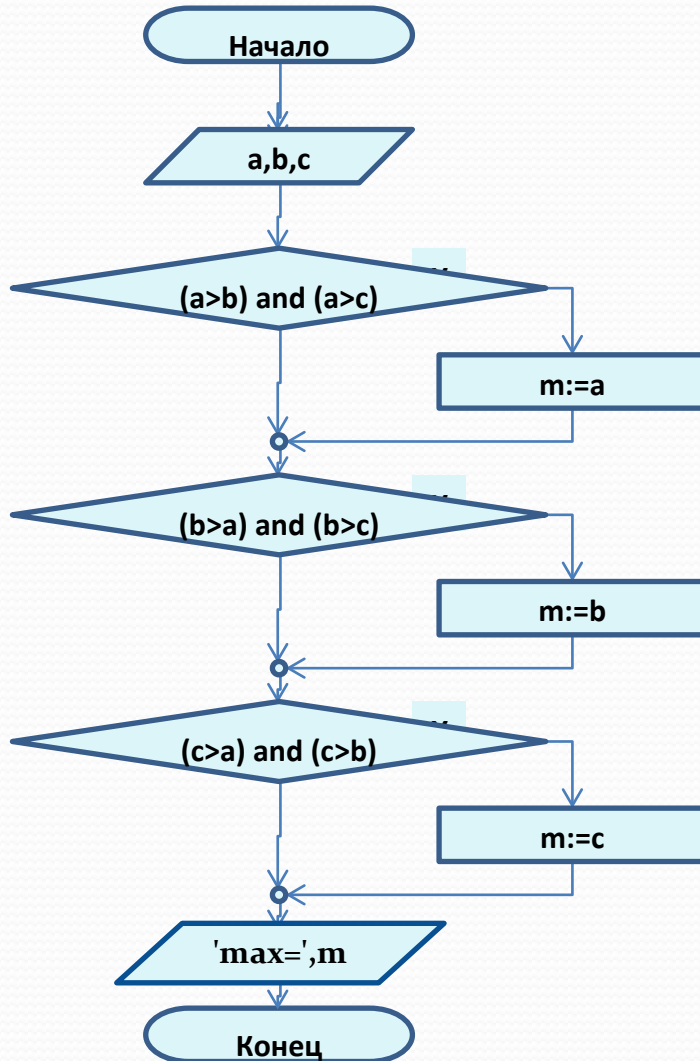 Начало
a,b,c
(a>b) and (a>c)
m:=a
(b>a) and (b>c)
m:=b
(c>a) and (c>b)
m:=c
'max=',m
Конец